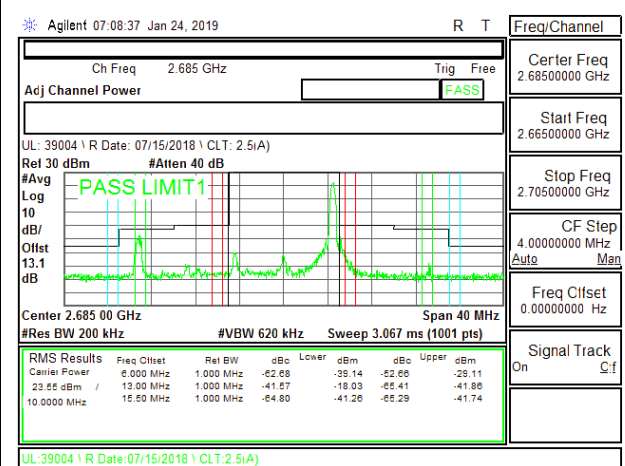 Agilent 07:08:37 Jan 24, 2019 R T
Freq/Channel
Ch Freq 2.685 GHz Trig Free
Adj Channel Power PASS
UL: 39004 \ R Date: 07/15/2018 \ CLT: 2.5(A)
Ref 30 dBm #Atten 40 dB
#Avg
Log
10
dB/
Offst
13.1
dB
PASS LIMIT1
Center 2.685 00 GHz Span 40 MHz
#Res BW 200 kHz #VBW 620 kHz Sweep 3.067 ms (1001 pts)
RMS Results Freq Offset Ref BW dBc Lower dBm dBc Upper dBm
Carrier Power 6.000 MHz 1.000 MHz -62.68 -39.14 -52.66 -29.11
23.55 dBm / 13.00 MHz 1.000 MHz -41.57 -18.03 -65.41 -41.86
10.0000 MHz 15.50 MHz 1.000 MHz -64.80 -41.26 -65.29 -41.74
UL:39004 \ R Date:07/15/2018 \ CLT:2.5(A)
Center Freq
2.68500000 GHz
Start Freq
2.66500000 GHz
Stop Freq
2.70500000 GHz
CF Step
4.00000000 MHz
Auto Man
Freq Offset
0.00000000 Hz
Signal Track
On Off